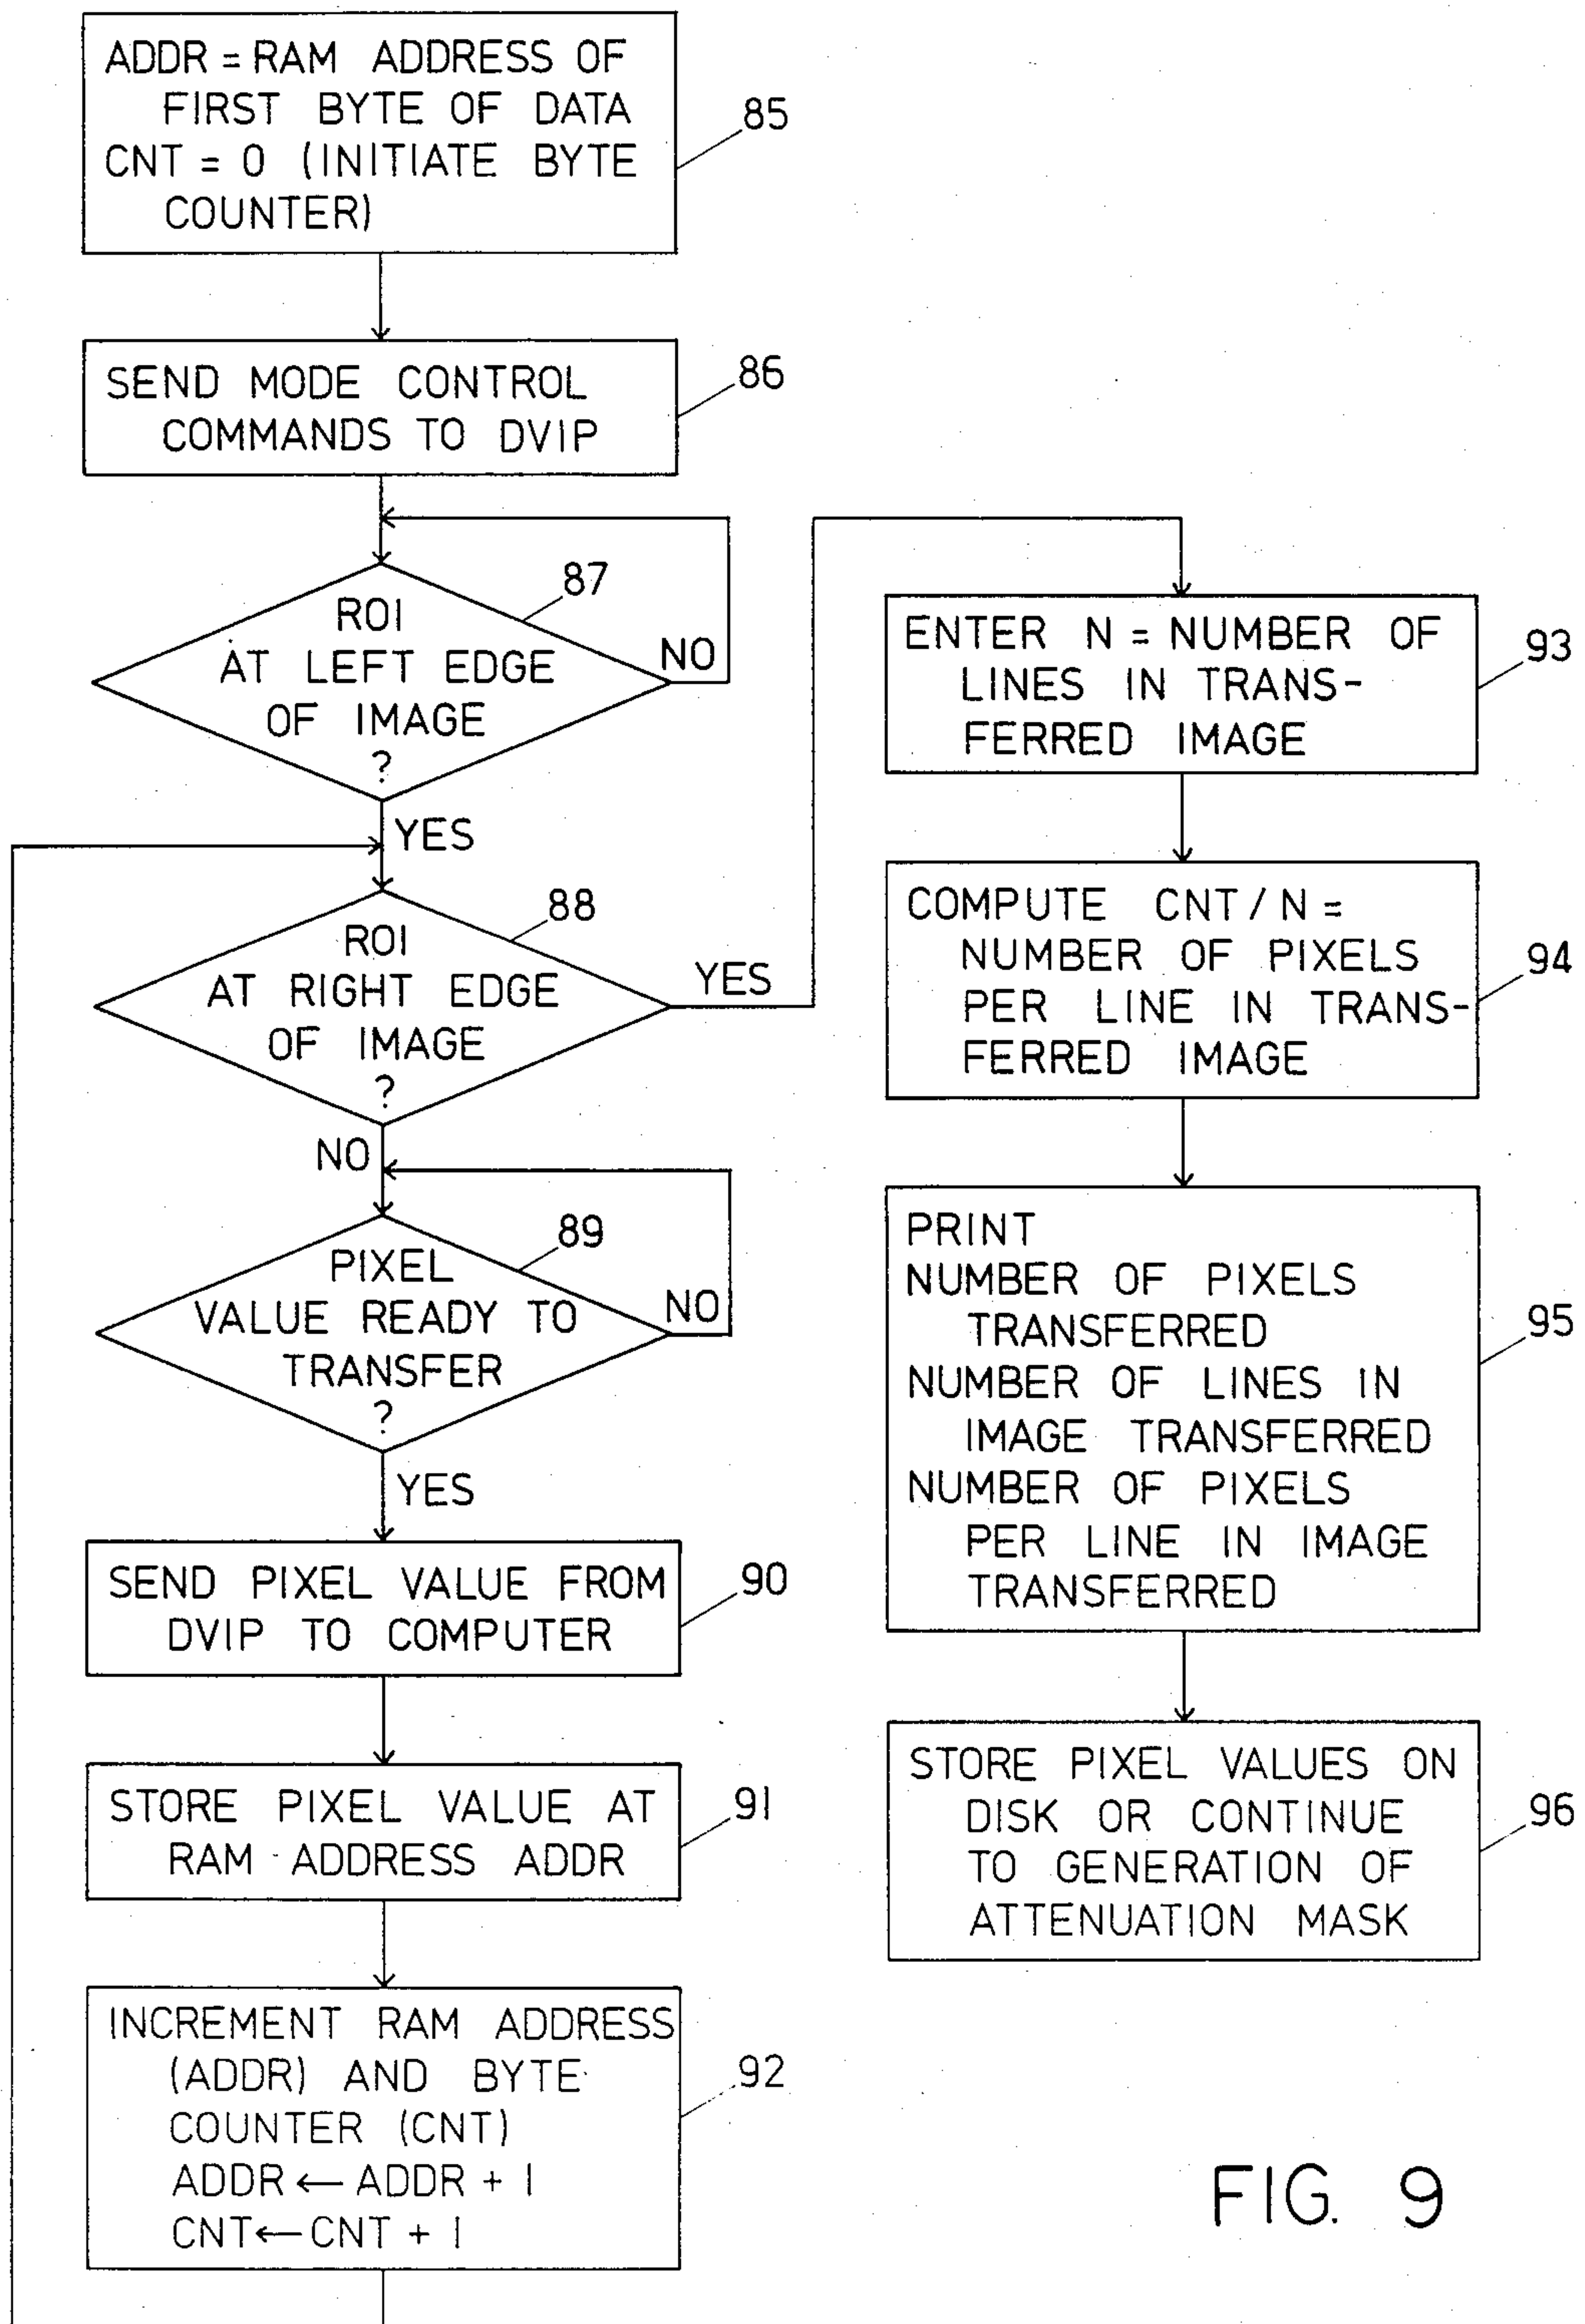 ADDR = RAM ADDRESS OF
FIRST BYTE OF DATA
CNT = 0 (INITIATE BYTE
COUNTER)
85
SEND MODE CONTROL
COMMANDS TO DVIP
86
87
ROI
AT LEFT EDGE
OF IMAGE
?
NO
YES
88
ROI
AT RIGHT EDGE
OF IMAGE
?
YES
NO
89
PIXEL
VALUE READY TO
TRANSFER
?
NO
YES
SEND PIXEL VALUE FROM
DVIP TO COMPUTER
90
STORE PIXEL VALUE AT
RAM ADDRESS ADDR
91
INCREMENT RAM ADDRESS
(ADDR) AND BYTE
COUNTER (CNT)
ADDR ← ADDR + 1
CNT ← CNT + 1
92
ENTER N = NUMBER OF
LINES IN TRANS-
FERRED IMAGE
93
COMPUTE CNT / N =
NUMBER OF PIXELS
PER LINE IN TRANS-
FERRED IMAGE
94
PRINT
NUMBER OF PIXELS
TRANSFERRED
NUMBER OF LINES IN
IMAGE TRANSFERRED
NUMBER OF PIXELS
PER LINE IN IMAGE
TRANSFERRED
95
STORE PIXEL VALUES ON
DISK OR CONTINUE
TO GENERATION OF
ATTENUATION MASK
96
FIG. 9